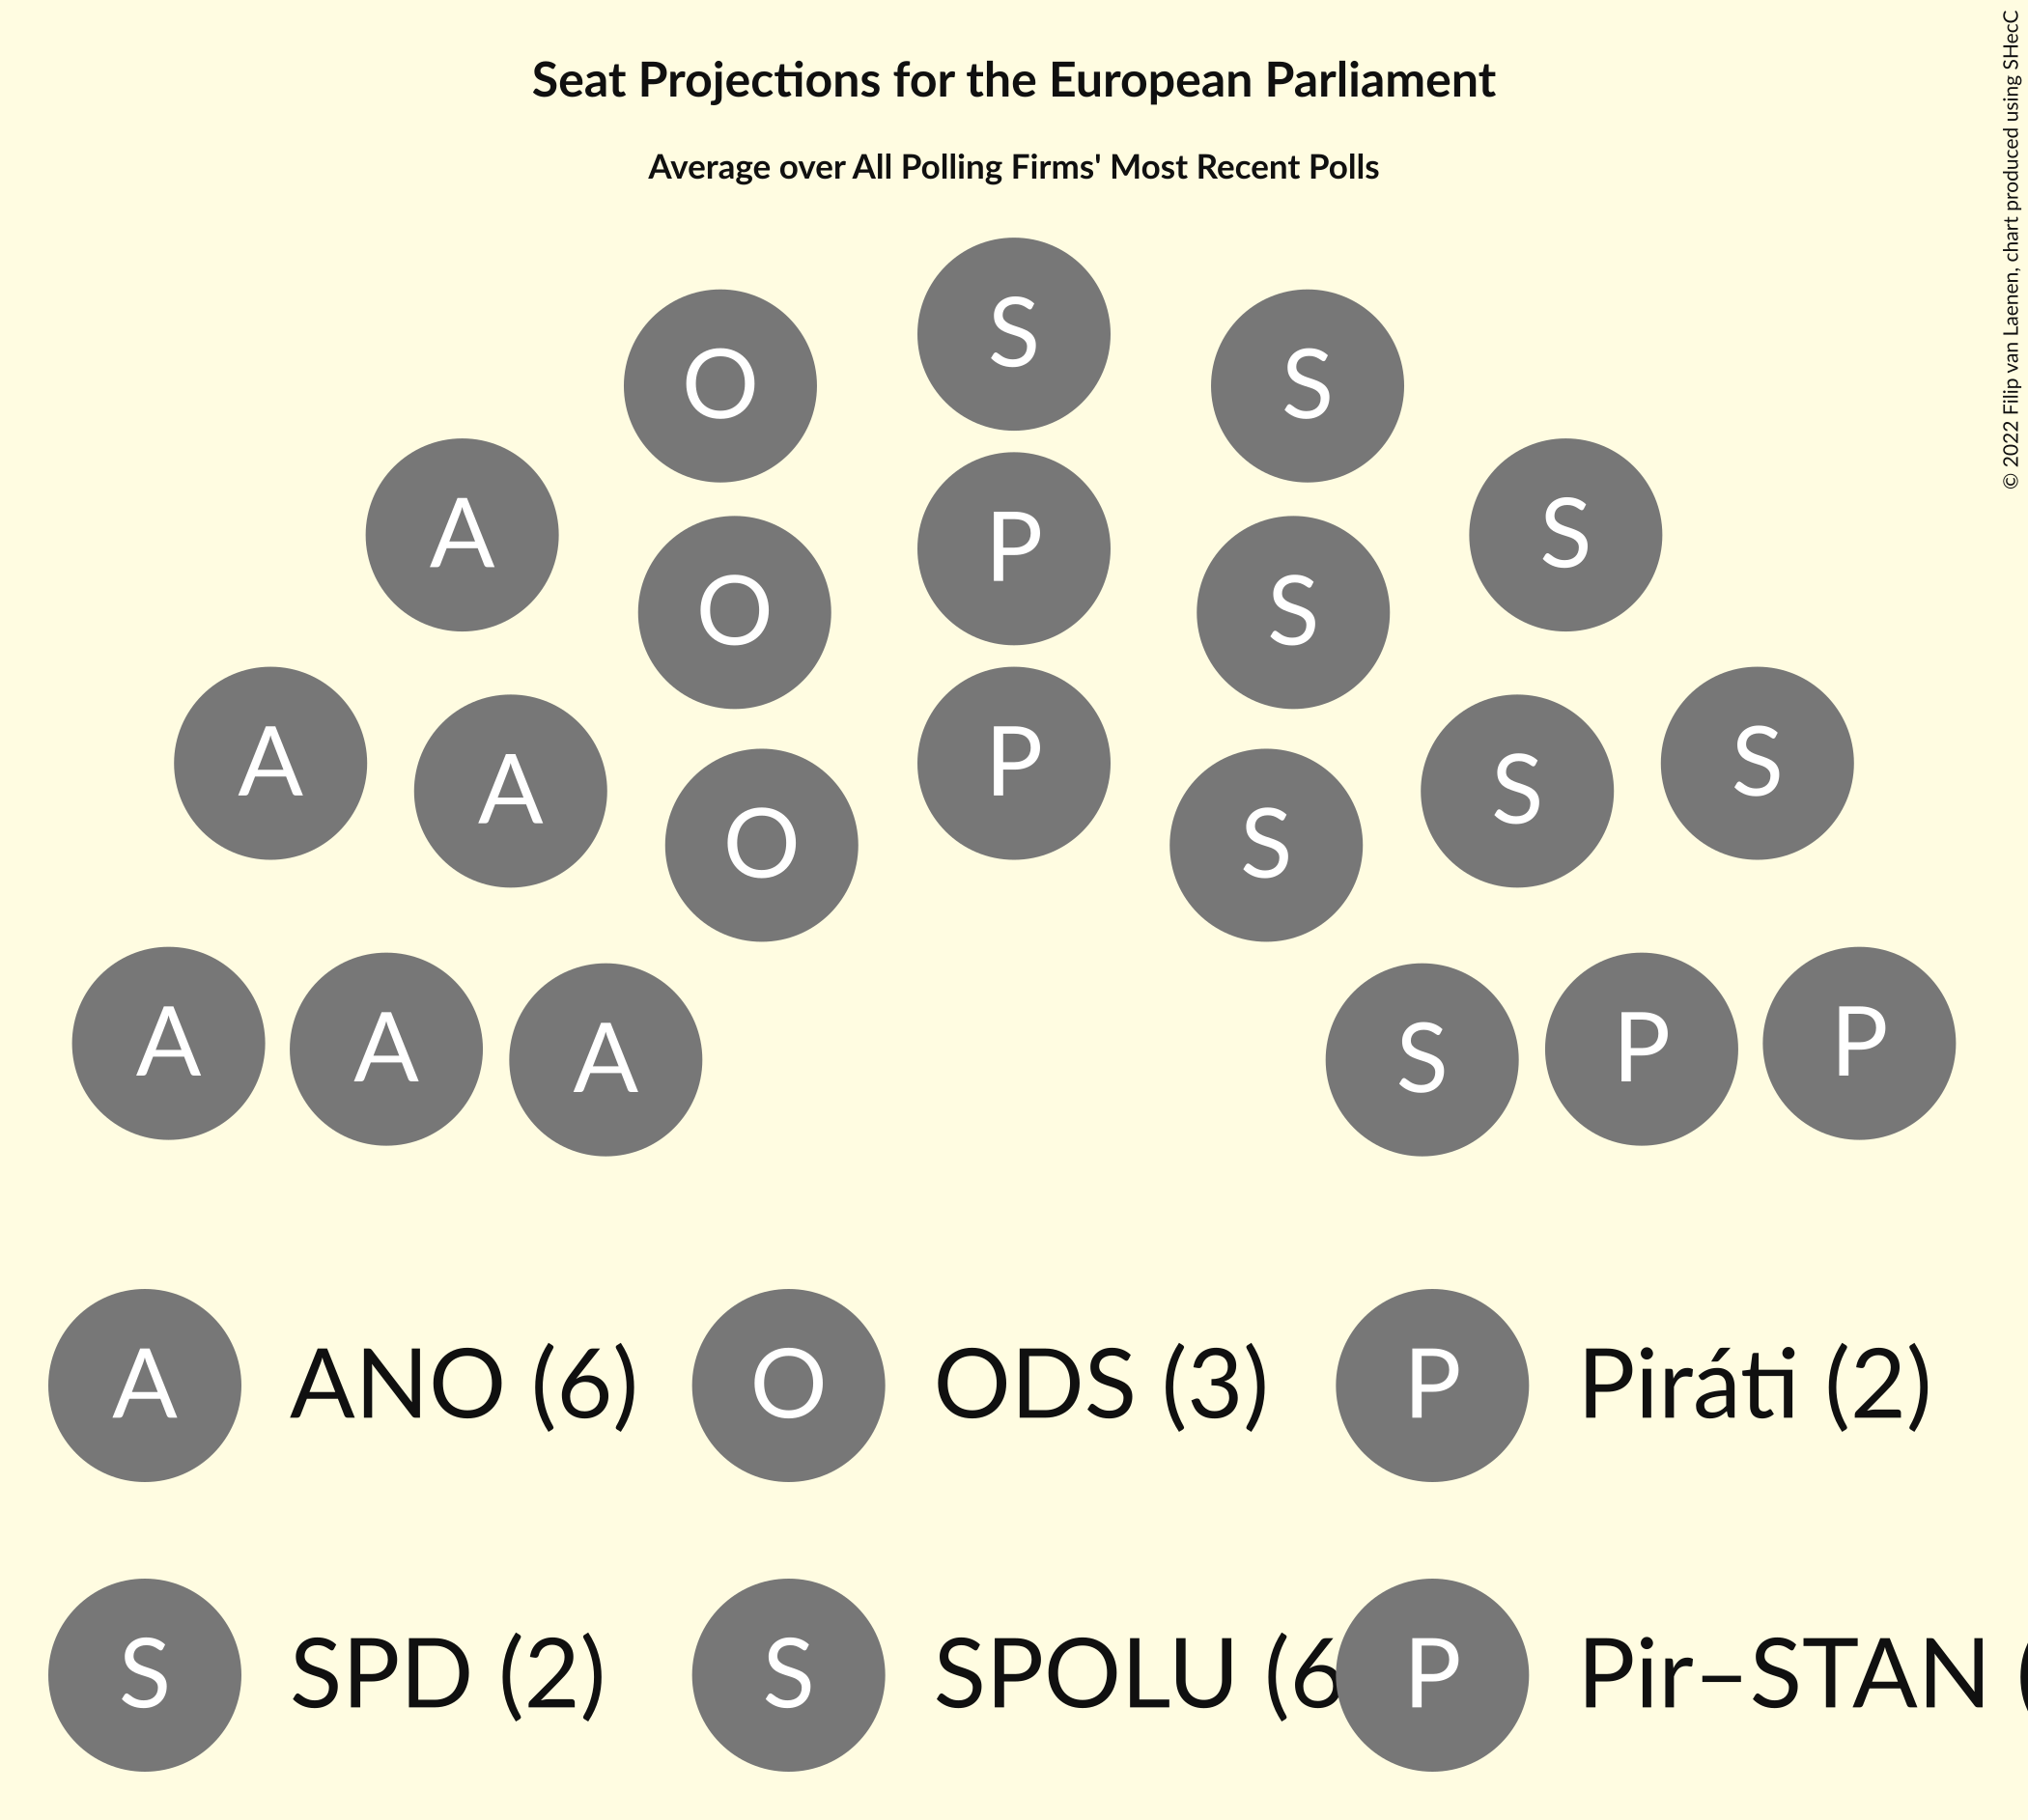 Seat Projections for the European Parliament
Average over All Polling Firms' Most Recent Polls
© 2022 Filip van Laenen, chart produced using SHecC
S
O S
A S
P
O S
A S
A S
P
O S
A P
A P
A S
A ANO (6) O ODS (3) P Piráti (2)
S SPD (2) S SPOLU (6 P Pir–STAN (